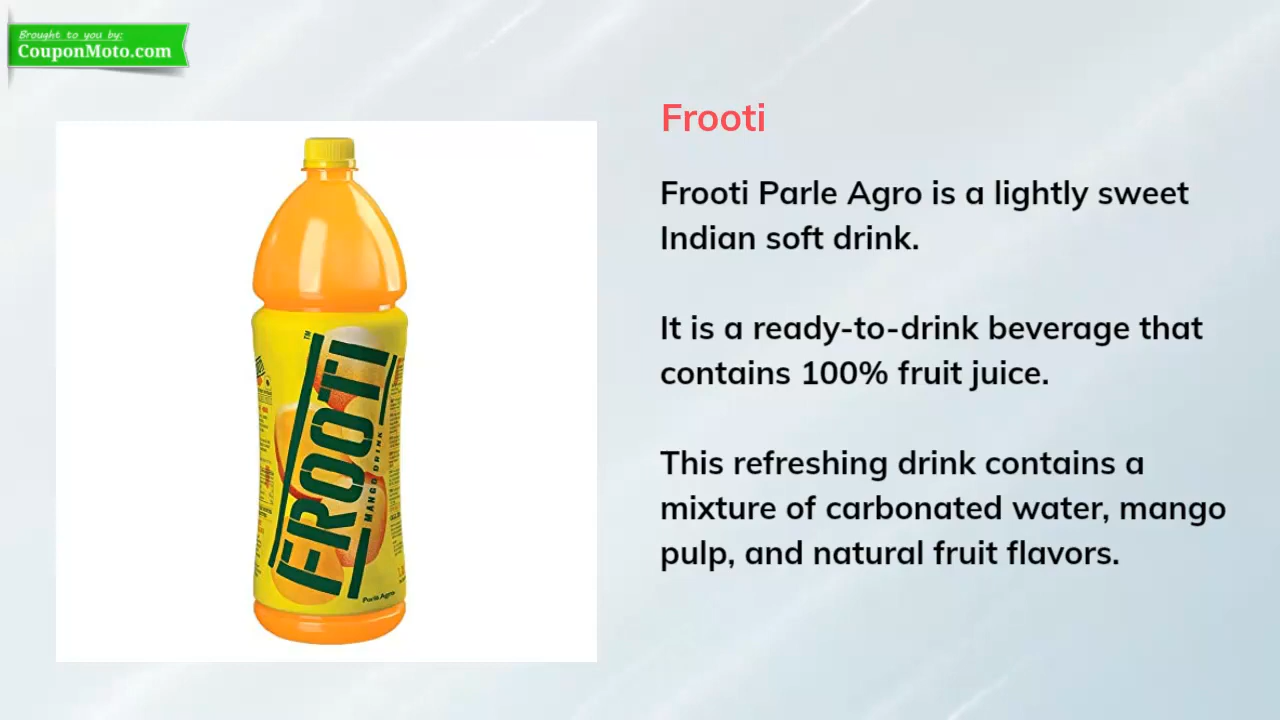 Brought to you by:
CouponMoto.com
Frooti
Frooti Parle Agro is a lightly sweet
Indian soft drink.
It is a ready-to-drink beverage that
contains 100% fruit juice.
This refreshing drink contains a
mixture of carbonated water, mango
pulp, and natural fruit flavors.
FROOTI
TM
MANGO DRINK
Parle Agro